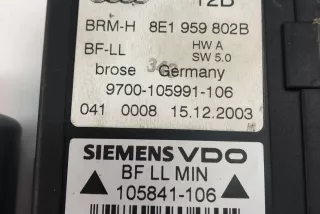 12D
BRM-H 8E1 959 802B
BF-LL HW A
SW 5.0
brose Germany
9700-105991-106
041 0008 15.12.2003
SIEMENS VDO
BF LL MIN
105841-106